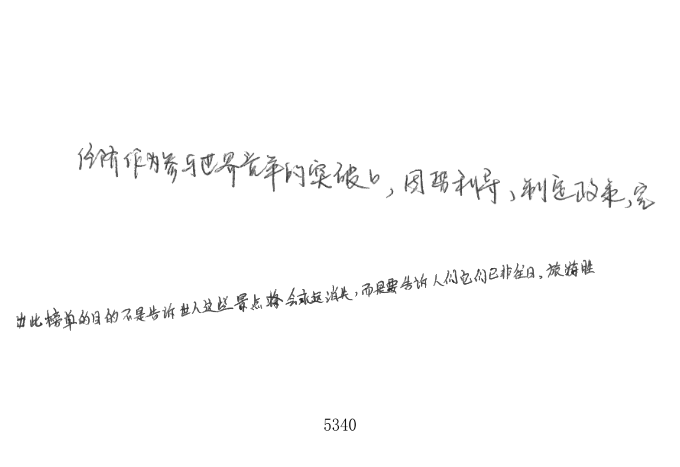 经济作为参与世界竞争的突破口,因势利导,制定政策,完
出此榜单的目的不是告诉世人这些景点将会永远消失,而是要告诉人们它们已非往日。旅游胜
5340